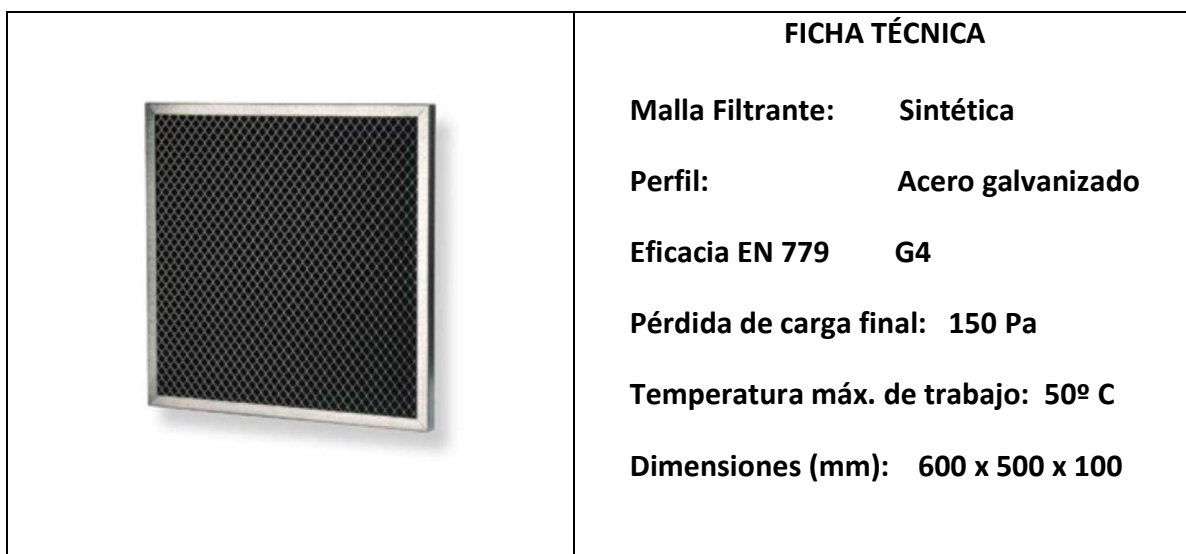 FICHA TÉCNICA
Malla Filtrante: Sintética
Perfil: Acero galvanizado
Eficacia EN 779 G4
Pérdida de carga final: 150 Pa
Temperatura máx. de trabajo: 50º C
Dimensiones (mm): 600 x 500 x 100